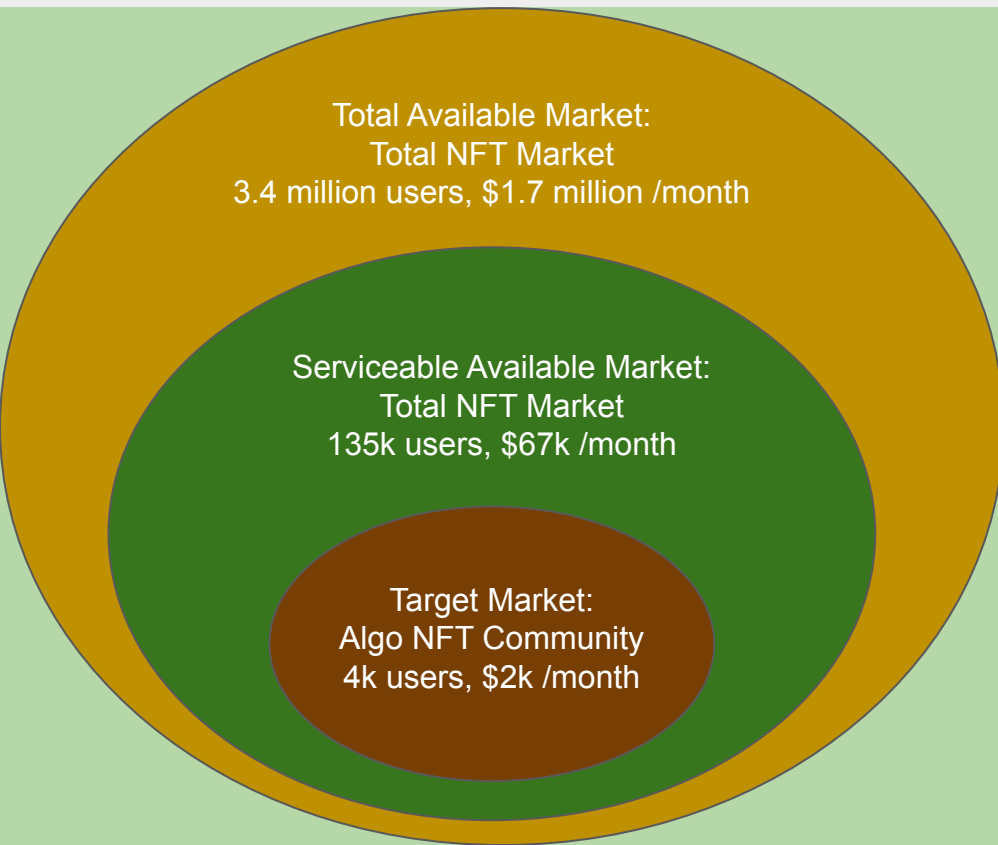 Total Available Market:
Total NFT Market
3.4 million users, $1.7 million /month
Serviceable Available Market:
Total NFT Market
135k users, $67k /month
Target Market:
Algo NFT Community
4k users, $2k /month